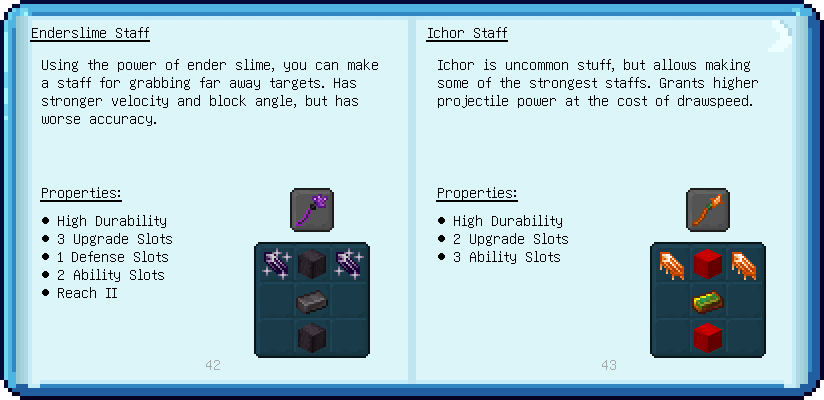 Enderslime Staff
Using the power of ender slime, you can make
a staff for grabbing far away targets. Has
stronger velocity and block angle, but has
worse accuracy.
Properties:
● High Durability
● 3 Upgrade Slots
● 1 Defense Slots
● 2 Ability Slots
● Reach II
42
Ichor Staff
Ichor is uncommon stuff, but allows making
some of the strongest staffs. Grants higher
projectile power at the cost of drawspeed.
Properties:
● High Durability
● 2 Upgrade Slots
● 3 Ability Slots
43